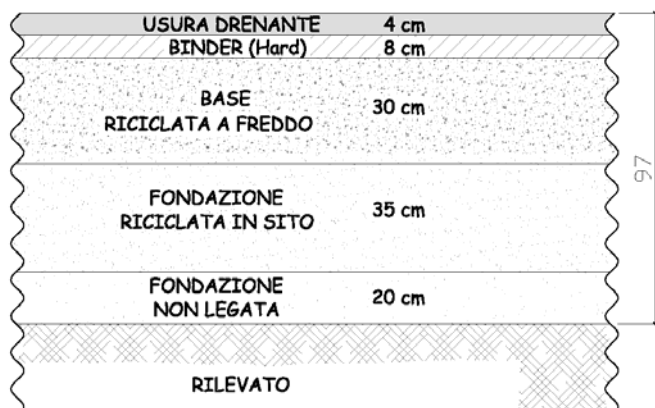 USURA DRENANTE 4 cm
BINDER (Hard) 8 cm
BASE
RICICLATA A FREDDO 30 cm
FONDAZIONE
RICICLATA IN SITO 35 cm
FONDAZIONE
NON LEGATA 20 cm
RILEVATO
97